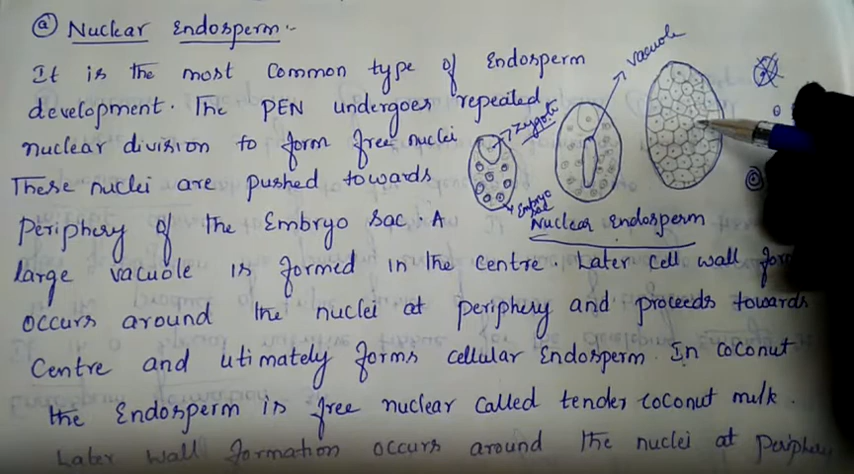 ⓐ Nuclear Endosperm:-
It is the most common type of Endosperm
development. The PEN undergoes repeated
nuclear division to form free nuclei
These nuclei are pushed towards
Periphery of the Embryo sac. A
large vacuole is formed in the centre. Later cell wall form
occurs around the nuclei at periphery and proceeds towards
Centre and utimately forms cellular Endosperm. In coconut
the Endosperm is free nuclear called tender coconut milk.
Later wall formation occurs around the nuclei at periphery
Zygote
Embryo
sac
Vacuole
Nuclear Endosperm